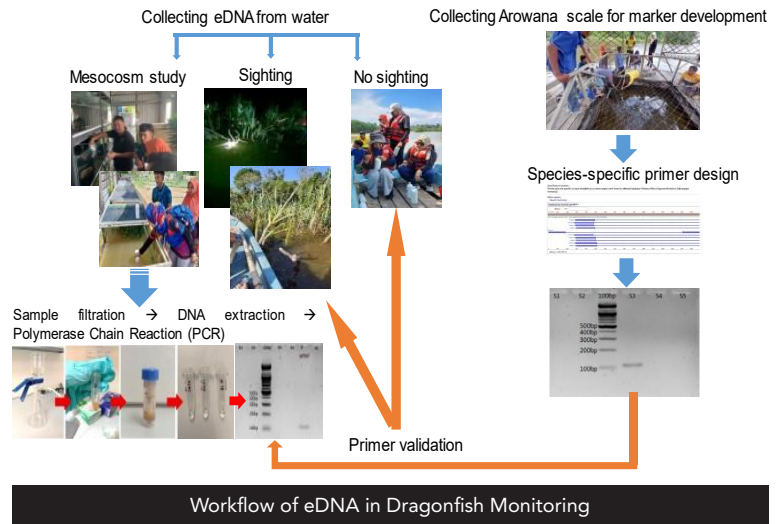 Collecting eDNA from water
Collecting Arowana scale for marker development
Mesocosm study
Sighting
No sighting
Species-specific primer design
Sample filtration → DNA extraction →
Polymerase Chain Reaction (PCR)
S1 S2 100bp S3 S4 S5
500bp
400bp
300bp
200bp
100bp
Primer validation
Workflow of eDNA in Dragonfish Monitoring